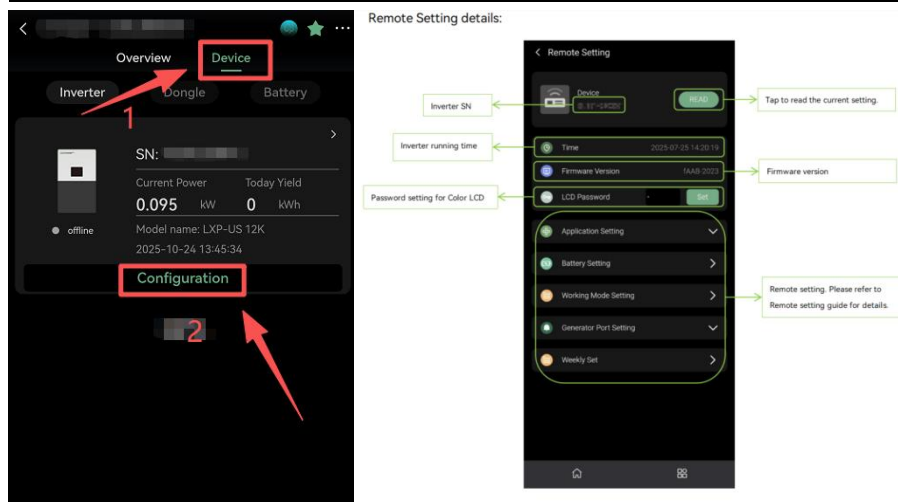 Overview Device
Inverter Dongle Battery
1
SN:
Current Power Today Yield
0.095 kW 0 kWh
offline
Model name: LXP-US 12K
2025-10-24 13:45:34
Configuration
2
Remote Setting details:
Remote Setting
Device
READ
Inverter SN
Tap to read the current setting.
Inverter running time
Time 2025-07-25 14:20:19
Firmware Version fAAB-2023
Firmware version
Password setting for Color LCD
LCD Password Set
Application Setting
Battery Setting
Working Mode Setting
Generator Port Setting
Weekly Set
Remote setting. Please refer to
Remote setting guide for details.